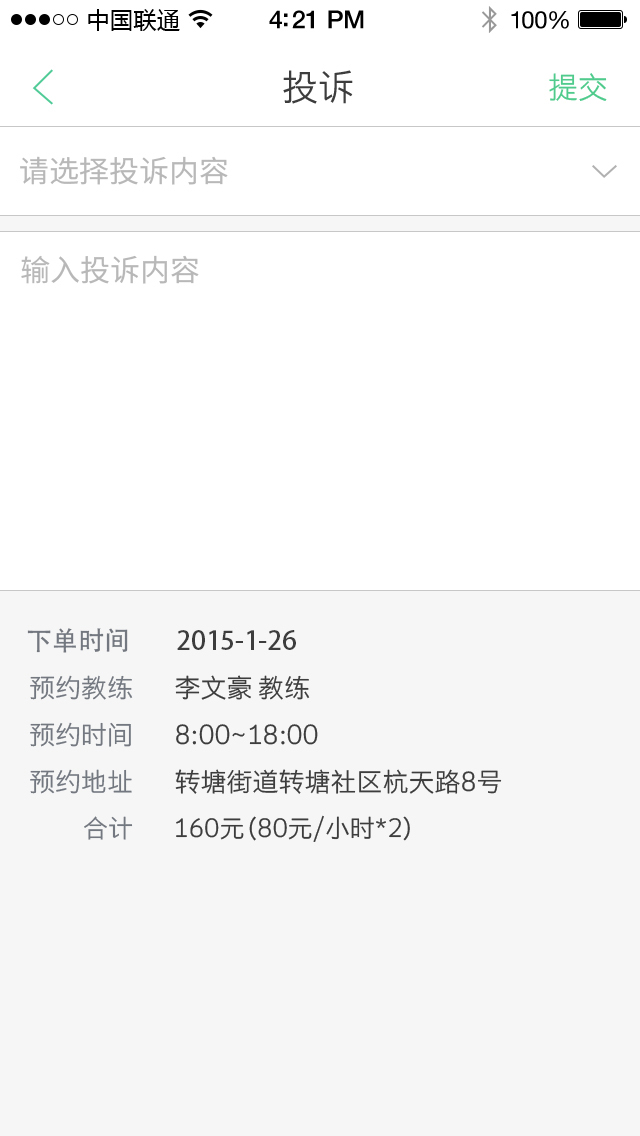 中国联通 4:21 PM 100%
投诉 提交
请选择投诉内容
输入投诉内容
下单时间 2015-1-26
预约教练 李文豪 教练
预约时间 8:00~18:00
预约地址 转塘街道转塘社区杭天路8号
合计 160元(80元/小时*2)